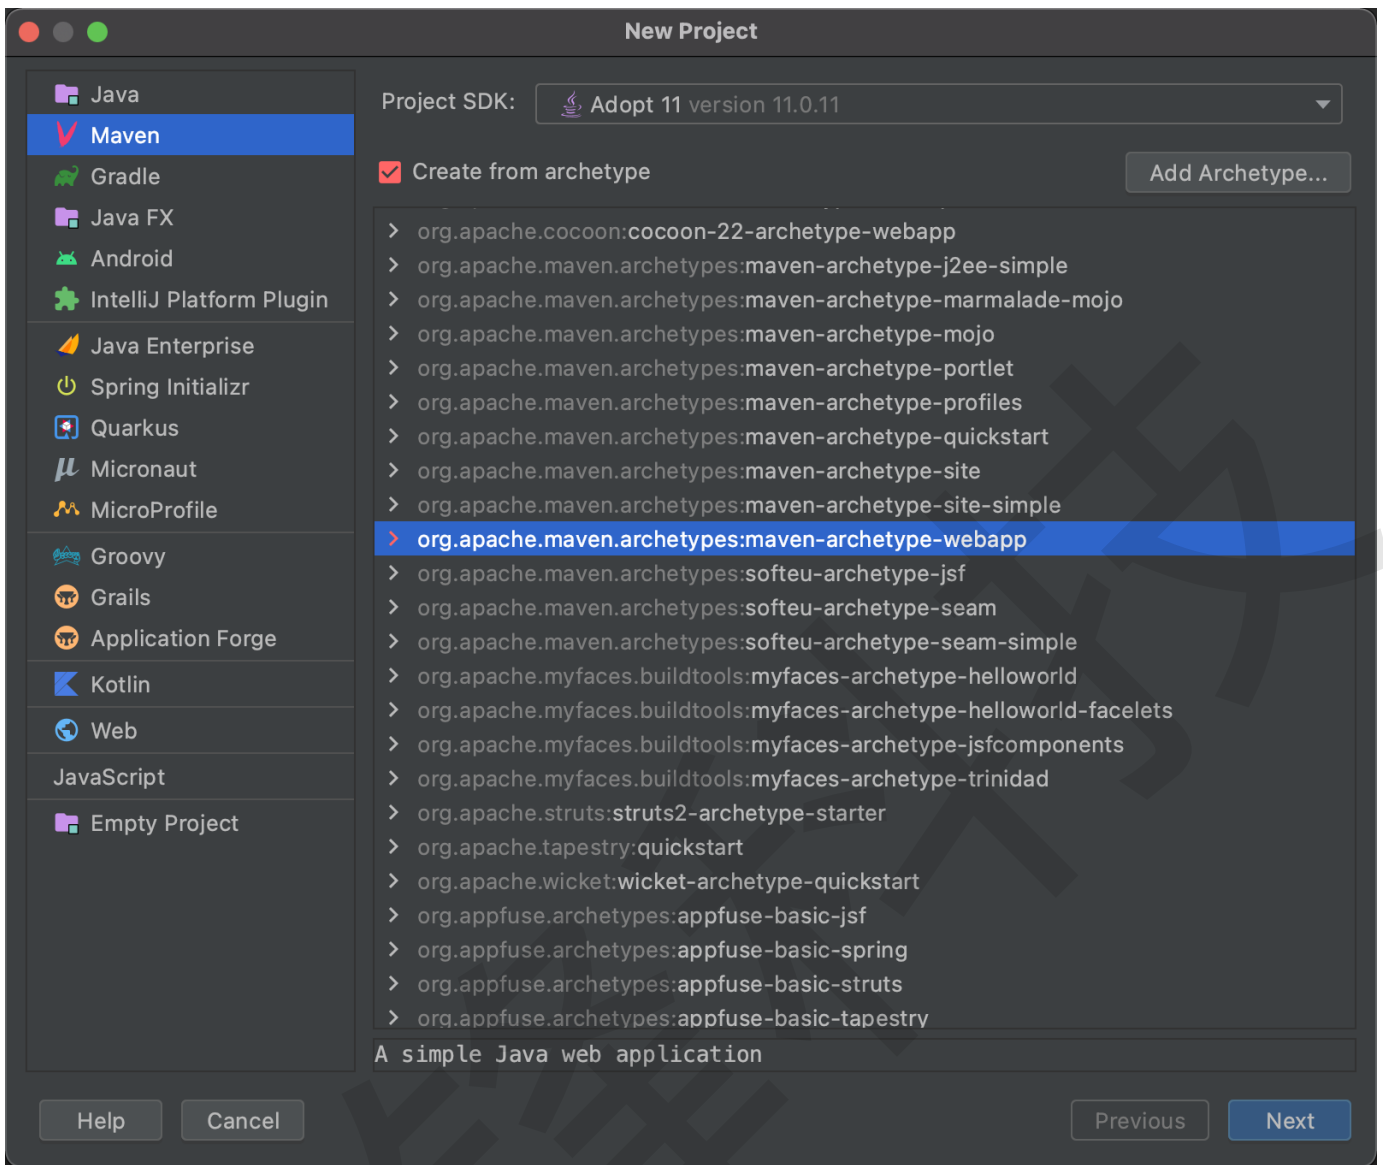 New Project
Java
Maven
Gradle
Java FX
Android
IntelliJ Platform Plugin
Java Enterprise
Spring Initializr
Quarkus
Micronaut
MicroProfile
Groovy
Grails
Application Forge
Kotlin
Web
JavaScript
Empty Project
Project SDK: Adopt 11 version 11.0.11
Create from archetype
Add Archetype...
org.apache.cocoon:cocoon-22-archetype-webapp
org.apache.maven.archetypes:maven-archetype-j2ee-simple
org.apache.maven.archetypes:maven-archetype-marmalade-mojo
org.apache.maven.archetypes:maven-archetype-mojo
org.apache.maven.archetypes:maven-archetype-portlet
org.apache.maven.archetypes:maven-archetype-profiles
org.apache.maven.archetypes:maven-archetype-quickstart
org.apache.maven.archetypes:maven-archetype-site
org.apache.maven.archetypes:maven-archetype-site-simple
org.apache.maven.archetypes:maven-archetype-webapp
org.apache.maven.archetypes:softeu-archetype-jsf
org.apache.maven.archetypes:softeu-archetype-seam
org.apache.maven.archetypes:softeu-archetype-seam-simple
org.apache.myfaces.buildtools:myfaces-archetype-helloworld
org.apache.myfaces.buildtools:myfaces-archetype-helloworld-facelets
org.apache.myfaces.buildtools:myfaces-archetype-jsfcomponents
org.apache.myfaces.buildtools:myfaces-archetype-trinidad
org.apache.struts:struts2-archetype-starter
org.apache.tapestry:quickstart
org.apache.wicket:wicket-archetype-quickstart
org.appfuse.archetypes:appfuse-basic-jsf
org.appfuse.archetypes:appfuse-basic-spring
org.appfuse.archetypes:appfuse-basic-struts
org.appfuse.archetypes:appfuse-basic-tapestry
A simple Java web application
Help
Cancel
Previous
Next
科技